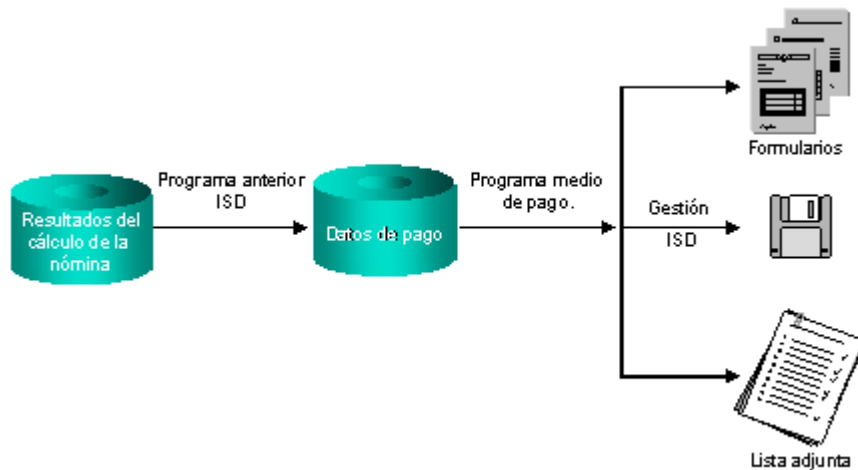 Resultados del
cálculo de la
nómina
Programa anterior
ISD
Datos de pago
Programa medio
de pago.
Gestión
ISD
Formularios
Lista adjunta